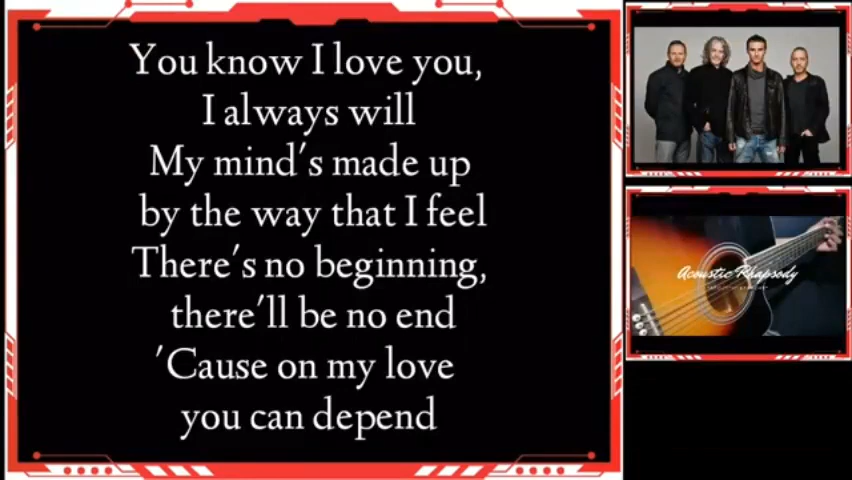 You know I love you,
I always will
My mind's made up
by the way that I feel
There's no beginning,
there'll be no end
'Cause on my love
you can depend
Acoustic Rhapsody